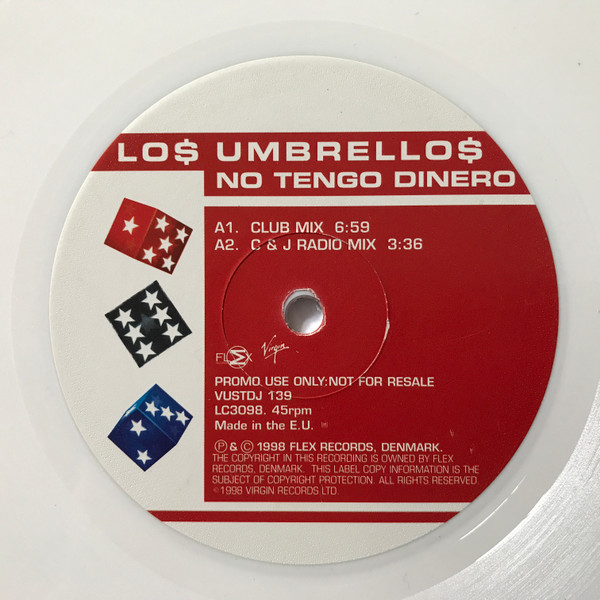 LO$ UMBRELLO$
NO TENGO DINERO
A1. CLUB MIX 6:59
A2. C & J RADIO MIX 3:36
FLEX Virgin
PROMO USE ONLY:NOT FOR RESALE
VUSTDJ 139
LC3098. 45rpm
Made in the E.U.
℗ & © 1998 FLEX RECORDS, DENMARK.
THE COPYRIGHT IN THIS RECORDING IS OWNED BY FLEX
RECORDS, DENMARK. THIS LABEL COPY INFORMATION IS THE
SUBJECT OF COPYRIGHT PROTECTION. ALL RIGHTS RESERVED.
©1998 VIRGIN RECORDS LTD.